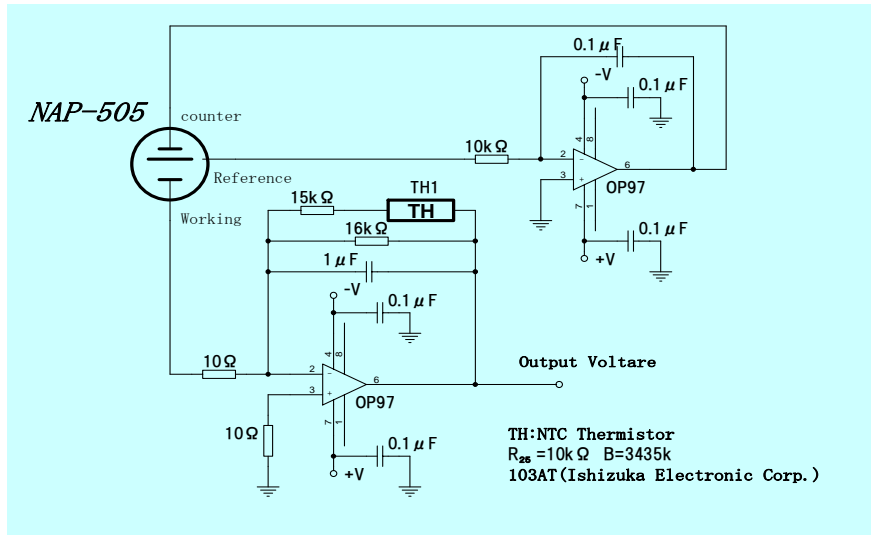 0.1μF
-V
0.1μF
NAP-505
counter
4
8
10kΩ
2
-
6
3
+
OP97
Reference
TH1
7
1
15kΩ
TH
Working
16kΩ
0.1μF
1μF
+V
-V
0.1μF
4
8
10Ω
2
-
6
Output Voltare
3
+
OP97
7
1
10Ω
0.1μF
TH:NTC Thermistor
R25=10kΩ B=3435k
+V
103AT(Ishizuka Electronic Corp.)